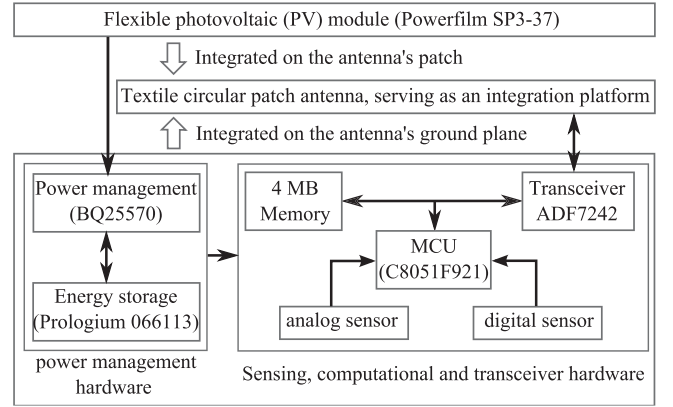 Flexible photovoltaic (PV) module (Powerfilm SP3-37)
Integrated on the antenna's patch
Textile circular patch antenna, serving as an integration platform
Integrated on the antenna's ground plane
Power management
(BQ25570)
Energy storage
(Prologium 066113)
power management
hardware
4 MB
Memory
Transceiver
ADF7242
MCU
(C8051F921)
analog sensor
digital sensor
Sensing, computational and transceiver hardware